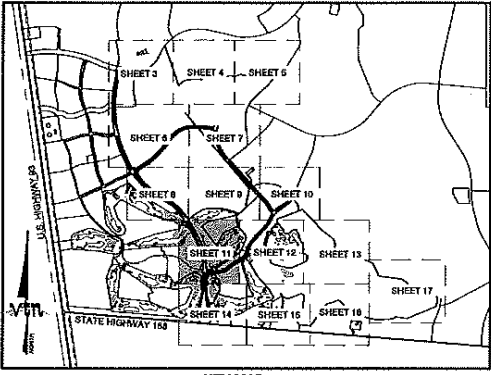 SHEET 3
SHEET 4
SHEET 5
SHEET 6
SHEET 7
SHEET 8
SHEET 9
SHEET 10
SHEET 11
SHEET 12
SHEET 13
SHEET 17
SHEET 14
SHEET 15
SHEET 16
U.S. HIGHWAY 93
STATE HIGHWAY 158
NORTH